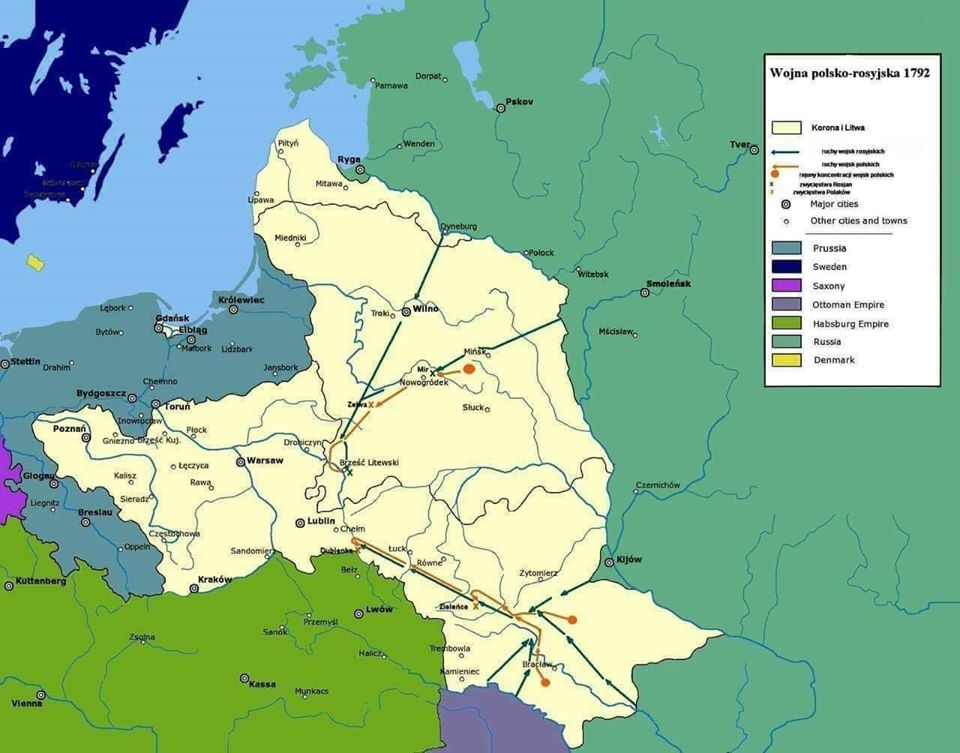 Wojna polsko-rosyjska 1792
Korona i Litwa
ruchy wojsk rosyjskich
ruchy wojsk polskich
rejony koncentracji wojsk polskich
zwycięstwa Rosjan
zwycięstwa Polaków
Major cities
Other cities and towns
Prussia
Sweden
Saxony
Ottoman Empire
Habsburg Empire
Russia
Denmark
Dorpat
Parnawa
Pskov
Piltyń
Wenden
Tver
Ryga
Mitawa
Lipawa
Dyneburg
Miedniki
Połock
Witebsk
Smoleńsk
Królewiec
Lębork
Troki
Wilno
Gdańsk
Elbląg
Bytów
Malbork
Lidzbark
Mścisław
Mińsk
Stettin
Drahim
Jansbork
Mir
Nowogródek
Chełmno
Bydgoszcz
Toruń
Zelwa
Słuck
Inowrocław
Poznań
Gniezno
Brześć Kuj.
Płock
Drohiczyn
Warsaw
Łęczyca
Brześć Litewski
Glogau
Kalisz
Rawa
Czernichów
Liegnitz
Sieradz
Breslau
Lublin
Chełm
Częstochowa
Oppeln
Sandomierz
Dubienka
Łuck
Równe
Kijów
Bełz
Żytomierz
Kuttenberg
Kraków
Lwów
Zieleńce
Przemyśl
Zsolna
Sanok
Halicz
Trembowla
Bracław
Kamieniec
Kassa
Munkacs
Vienna